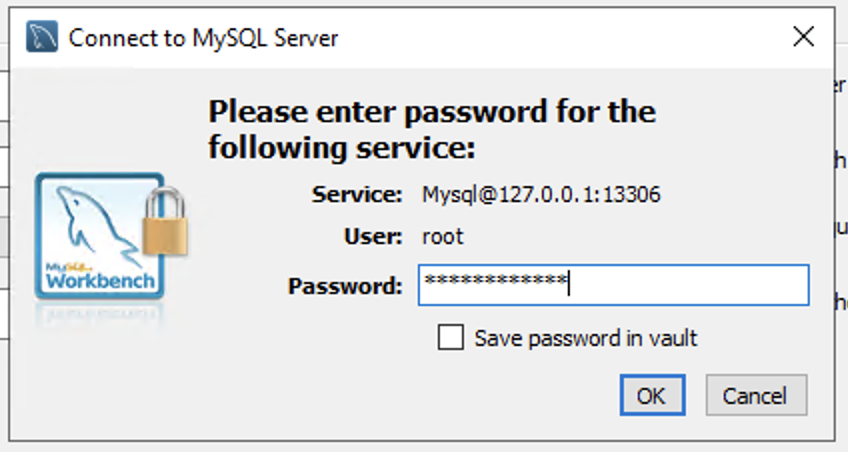 Connect to MySQL Server
Please enter password for the
following service:
Service: Mysql@127.0.0.1:13306
User: root
MySQL
Workbench
Password: ************
Save password in vault
OK Cancel